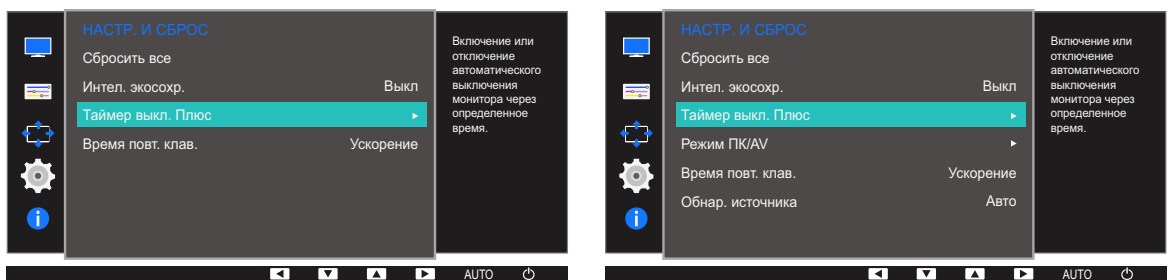 НАСТР. И СБРОС
Сбросить все
Интел. экосохр. Выкл
Таймер выкл. Плюс
Время повт. клав. Ускорение
Включение или
отключение
автоматического
выключения
монитора через
определенное
время.
AUTO
НАСТР. И СБРОС
Сбросить все
Интел. экосохр. Выкл
Таймер выкл. Плюс
Режим ПК/AV
Время повт. клав. Ускорение
Обнар. источника Авто
Включение или
отключение
автоматического
выключения
монитора через
определенное
время.
AUTO